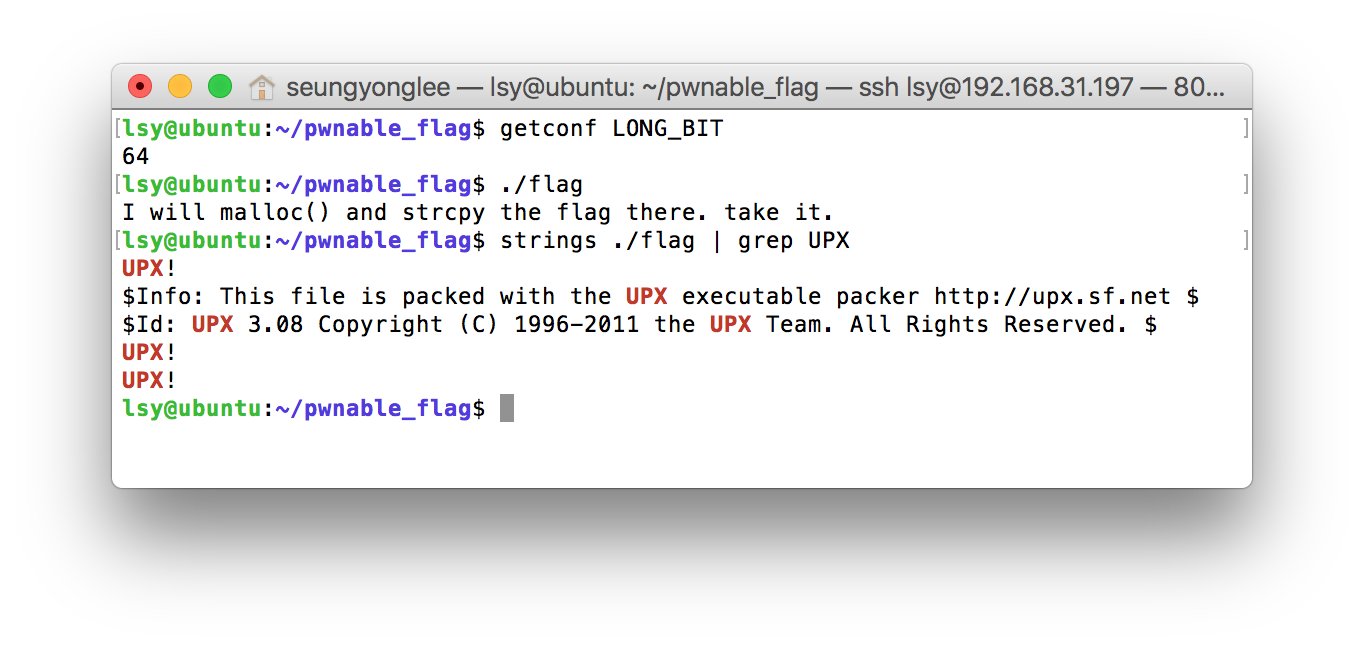 seungyonglee — lsy@ubuntu: ~/pwnable_flag — ssh lsy@192.168.31.197 — 80...
[lsy@ubuntu:~/pwnable_flag$ getconf LONG_BIT ]
64
[lsy@ubuntu:~/pwnable_flag$ ./flag ]
I will malloc() and strcpy the flag there. take it.
[lsy@ubuntu:~/pwnable_flag$ strings ./flag | grep UPX ]
UPX!
$Info: This file is packed with the UPX executable packer http://upx.sf.net $
$Id: UPX 3.08 Copyright (C) 1996-2011 the UPX Team. All Rights Reserved. $
UPX!
UPX!
lsy@ubuntu:~/pwnable_flag$